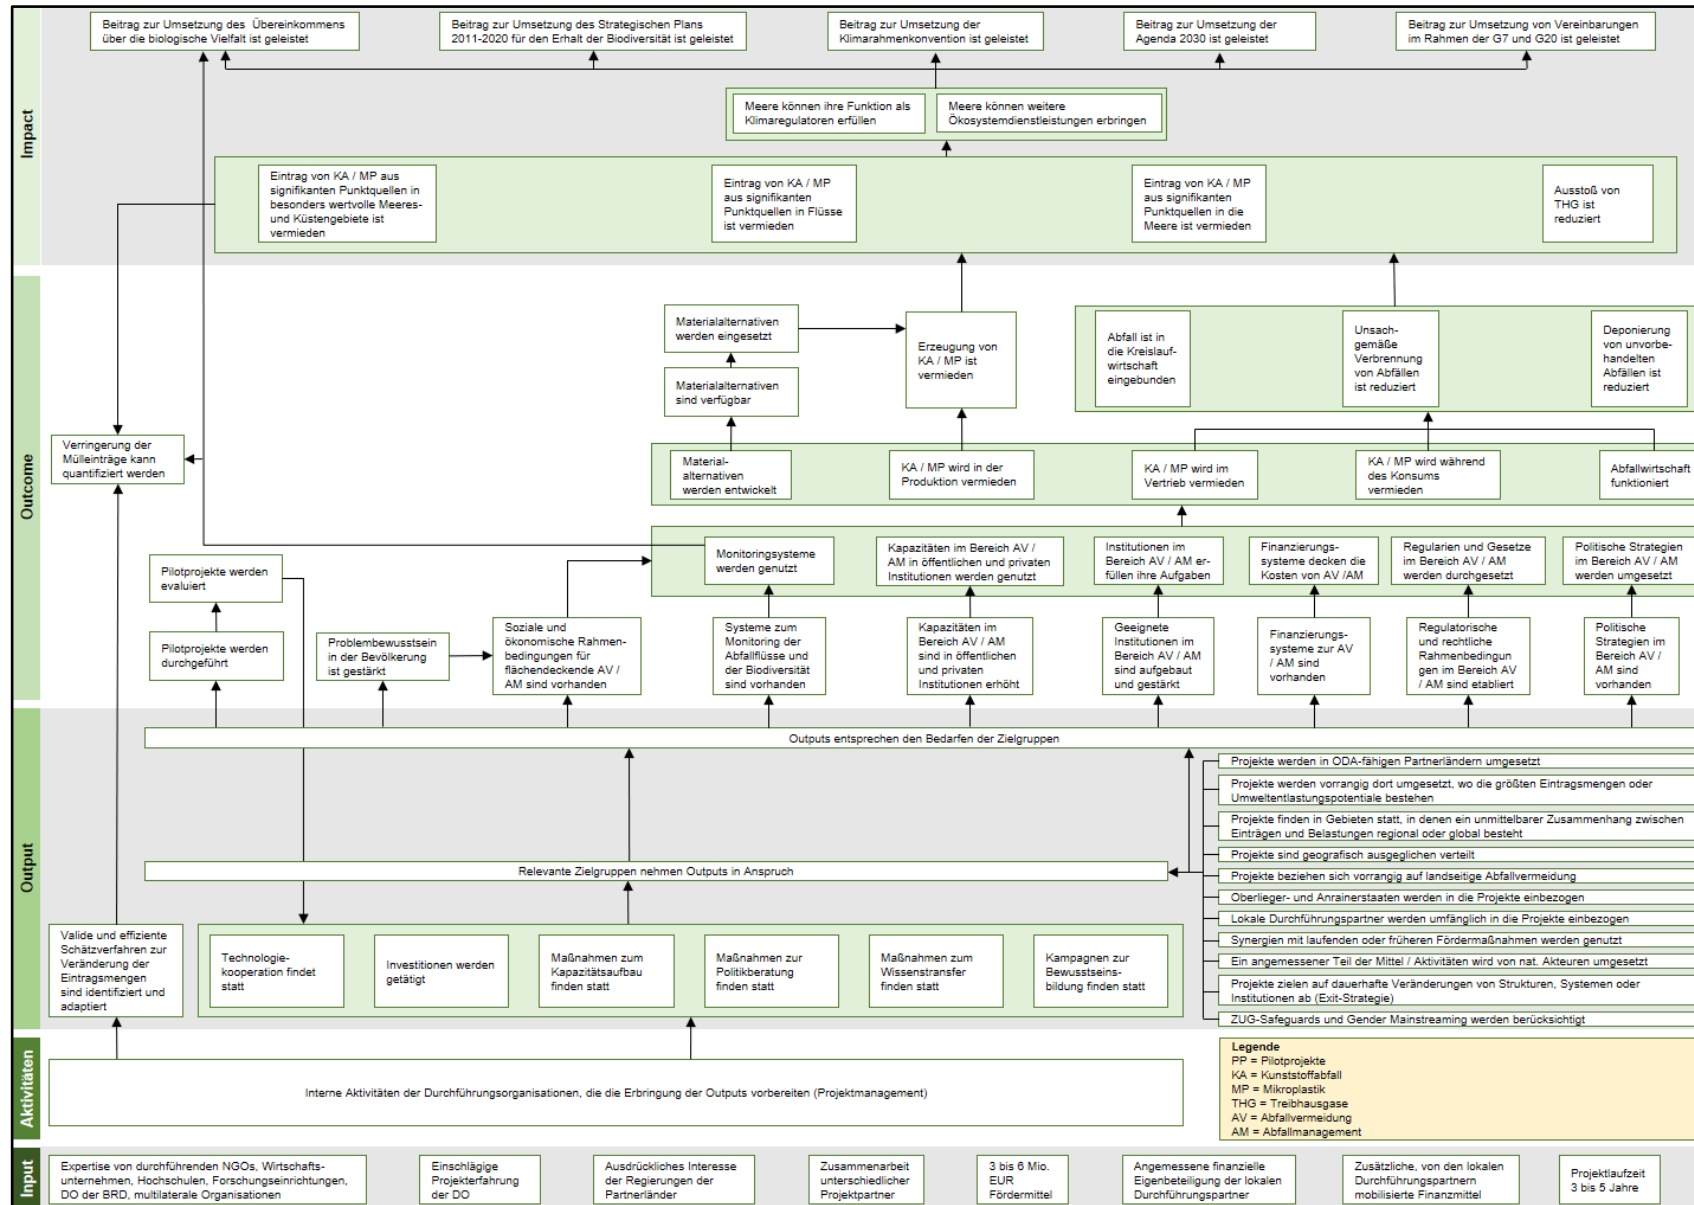 Impact
Beitrag zur Umsetzung des Übereinkommens
über die biologische Vielfalt ist geleistet
Beitrag zur Umsetzung des Strategischen Plans
2011-2020 für den Erhalt der Biodiversität ist geleistet
Beitrag zur Umsetzung der
Klimarahmenkonvention ist geleistet
Beitrag zur Umsetzung der
Agenda 2030 ist geleistet
Beitrag zur Umsetzung von Vereinbarungen
im Rahmen der G7 und G20 ist geleistet
Meere können ihre Funktion als
Klimaregulatoren erfüllen
Meere können weitere
Ökosystemdienstleistungen erbringen
Eintrag von KA / MP aus
signifikanten Punktquellen in
besonders wertvolle Meeres-
und Küstengebiete ist
vermieden
Eintrag von KA / MP
aus signifikanten
Punktquellen in Flüsse
ist vermieden
Eintrag von KA / MP
aus signifikanten
Punktquellen in die
Meere ist vermieden
Ausstoß von
THG ist
reduziert
Outcome
Materialalternativen
werden eingesetzt
Materialalternativen
sind verfügbar
Erzeugung von
KA / MP ist
vermieden
Abfall ist in
die Kreislauf-
wirtschaft
eingebunden
Unsach-
gemäße
Verbrennung
von Abfällen
ist reduziert
Deponierung
von unvorbe-
handelten
Abfällen ist
reduziert
Verringerung der
Mülleinträge kann
quantifiziert werden
Material-
alternativen
werden entwickelt
KA / MP wird in der
Produktion vermieden
KA / MP wird im
Vertrieb vermieden
KA / MP wird während
des Konsums
vermieden
Abfallwirtschaft
funktioniert
Pilotprojekte werden
evaluiert
Monitoringsysteme
werden genutzt
Kapazitäten im Bereich AV /
AM in öffentlichen und privaten
Institutionen werden genutzt
Institutionen im
Bereich AV / AM er-
füllen ihre Aufgaben
Finanzierungs-
systeme decken die
Kosten von AV /AM
Regularien und Gesetze
im Bereich AV / AM
werden durchgesetzt
Politische Strategien
im Bereich AV / AM
werden umgesetzt
Pilotprojekte werden
durchgeführt
Problembewusstsein
in der Bevölkerung
ist gestärkt
Soziale und
ökonomische Rahmen-
bedingungen für
flächendeckende AV /
AM sind vorhanden
Systeme zum
Monitoring der
Abfallflüsse und
der Biodiversität
sind vorhanden
Kapazitäten im
Bereich AV / AM
sind in öffentlichen
und privaten
Institutionen erhöht
Geeignete
Institutionen im
Bereich AV / AM
sind aufgebaut
und gestärkt
Finanzierungs-
systeme zur AV
/ AM sind
vorhanden
Regulatorische
und rechtliche
Rahmenbedingun
gen im Bereich AV
/ AM sind etabliert
Politische
Strategien im
Bereich AV /
AM sind
vorhanden
Output
Outputs entsprechen den Bedarfen der Zielgruppen
Relevante Zielgruppen nehmen Outputs in Anspruch
Projekte werden in ODA-fähigen Partnerländern umgesetzt
Projekte werden vorrangig dort umgesetzt, wo die größten Eintragsmengen oder
Umweltentlastungspotentiale bestehen
Projekte finden in Gebieten statt, in denen ein unmittelbarer Zusammenhang zwischen
Einträgen und Belastungen regional oder global besteht
Projekte sind geografisch ausgeglichen verteilt
Projekte beziehen sich vorrangig auf landseitige Abfallvermeidung
Oberlieger- und Anrainerstaaten werden in die Projekte einbezogen
Lokale Durchführungspartner werden umfänglich in die Projekte einbezogen
Synergien mit laufenden oder früheren Fördermaßnahmen werden genutzt
Ein angemessener Teil der Mittel / Aktivitäten wird von nat. Akteuren umgesetzt
Projekte zielen auf dauerhafte Veränderungen von Strukturen, Systemen oder
Institutionen ab (Exit-Strategie)
ZUG-Safeguards und Gender Mainstreaming werden berücksichtigt
Valide und effiziente
Schätzverfahren zur
Veränderung der
Eintragsmengen
sind identifiziert und
adaptiert
Technologie-
kooperation findet
statt
Investitionen werden
getätigt
Maßnahmen zum
Kapazitätsaufbau
finden statt
Maßnahmen zur
Politikberatung
finden statt
Maßnahmen zum
Wissenstransfer
finden statt
Kampagnen zur
Bewusstseins-
bildung finden statt
Aktivitäten
Interne Aktivitäten der Durchführungsorganisationen, die die Erbringung der Outputs vorbereiten (Projektmanagement)
Legende
PP = Pilotprojekte
KA = Kunststoffabfall
MP = Mikroplastik
THG = Treibhausgase
AV = Abfallvermeidung
AM = Abfallmanagement
Input
Expertise von durchführenden NGOs, Wirtschafts-
unternehmen, Hochschulen, Forschungseinrichtungen,
DO der BRD, multilaterale Organisationen
Einschlägige
Projekterfahrung
der DO
Ausdrückliches Interesse
der Regierungen der
Partnerländer
Zusammenarbeit
unterschiedlicher
Projektpartner
3 bis 6 Mio.
EUR
Fördermittel
Angemessene finanzielle
Eigenbeteiligung der lokalen
Durchführungspartner
Zusätzliche, von den lokalen
Durchführungspartnern
mobilisierte Finanzmittel
Projektlaufzeit
3 bis 5 Jahre